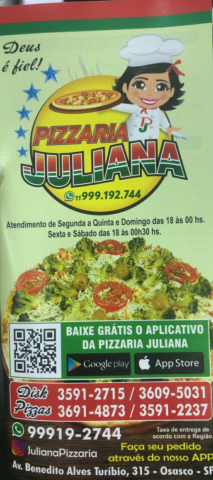 Deus
é fiel!
PIZZARIA
JULIANA
11 999.192.744
Atendimento de Segunda a Quinta e Domingo das 18 às 00 hs.
Sexta e Sábado das 18 às 00h30 hs.
BAIXE GRÁTIS O APLICATIVO
DA PIZZARIA JULIANA
Google play
App Store
Disk 3591-2715 / 3609-5031
Pizzas 3691-4873 / 3591-2237
99919-2744
Taxa de entrega de
acordo com a Região
JulianaPizzaria
Faça seu pedido
através do nosso APP
Av. Benedito Alves Turíbio, 315 - Osasco - SP